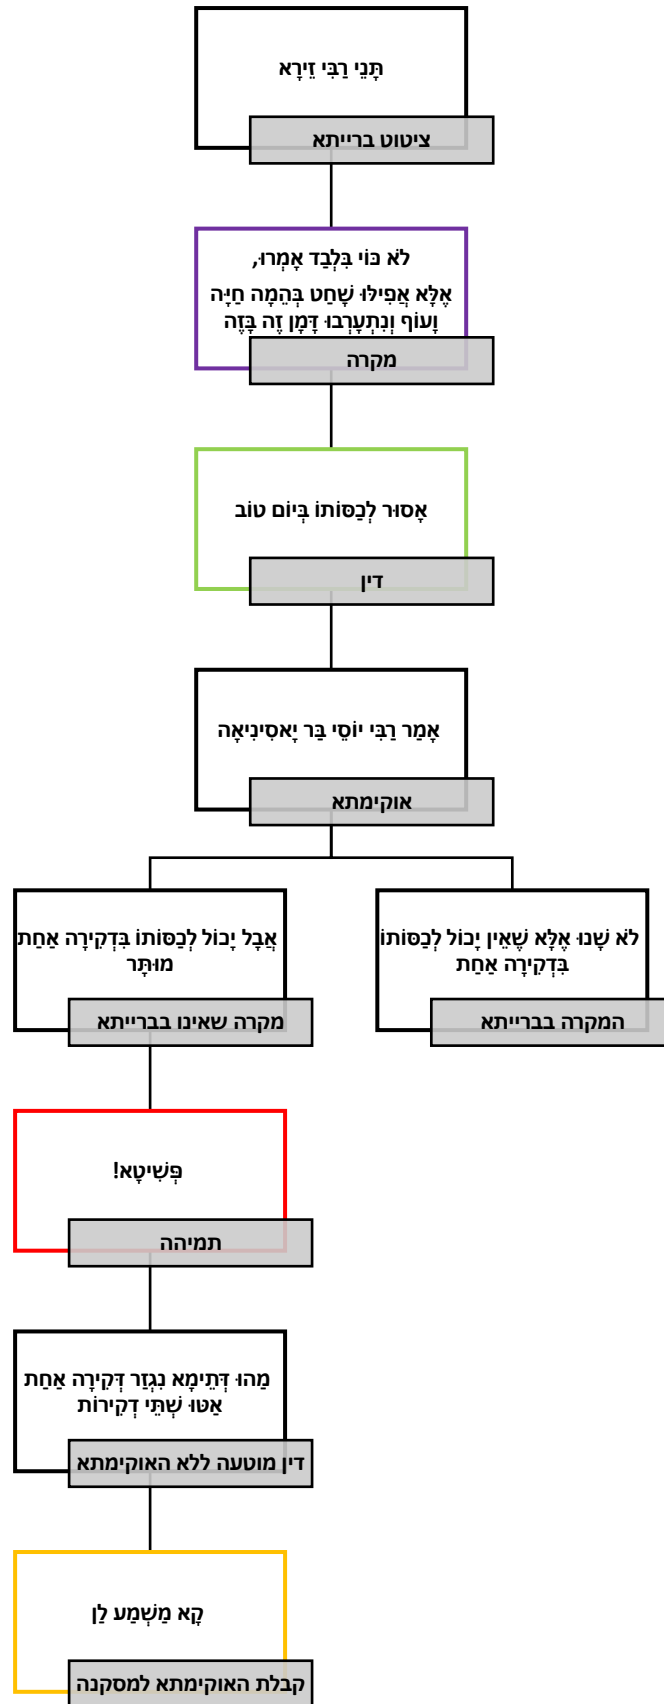 תָּנֵי רַבִּי זֵירָא
ציטוט ברייתא
לֹא כּוֹי בִּלְבַד אָמְרוּ,
אֶלָּא אֲפִילּוּ שָׁחַט בְּהֵמָה חַיָּה
וָעוֹף וְנִתְעָרְבוּ דָּמָן זֶה בָּזֶה
מקרה
אָסוּר לְכַסּוֹתוֹ בְּיוֹם טוֹב
דין
אָמַר רַבִּי יוֹסֵי בַּר יָאסִינִיאָה
אוקימתא
לֹא שָׁנוּ אֶלָּא שֶׁאֵין יָכוֹל לְכַסּוֹתוֹ
בִּדְקִירָה אַחַת
המקרה בברייתא
אֲבָל יָכוֹל לְכַסּוֹתוֹ בִּדְקִירָה אַחַת
מוּתָּר
מקרה שאינו בברייתא
פְּשִׁיטָא!
תמיהה
מַהוּ דְּתֵימָא נִגְזַר דְּקִירָה אַחַת
אַטּוּ שְׁתֵּי דְקִירוֹת
דין מוטעה ללא האוקימתא
קָא מַשְׁמַע לַן
קבלת האוקימתא למסקנה